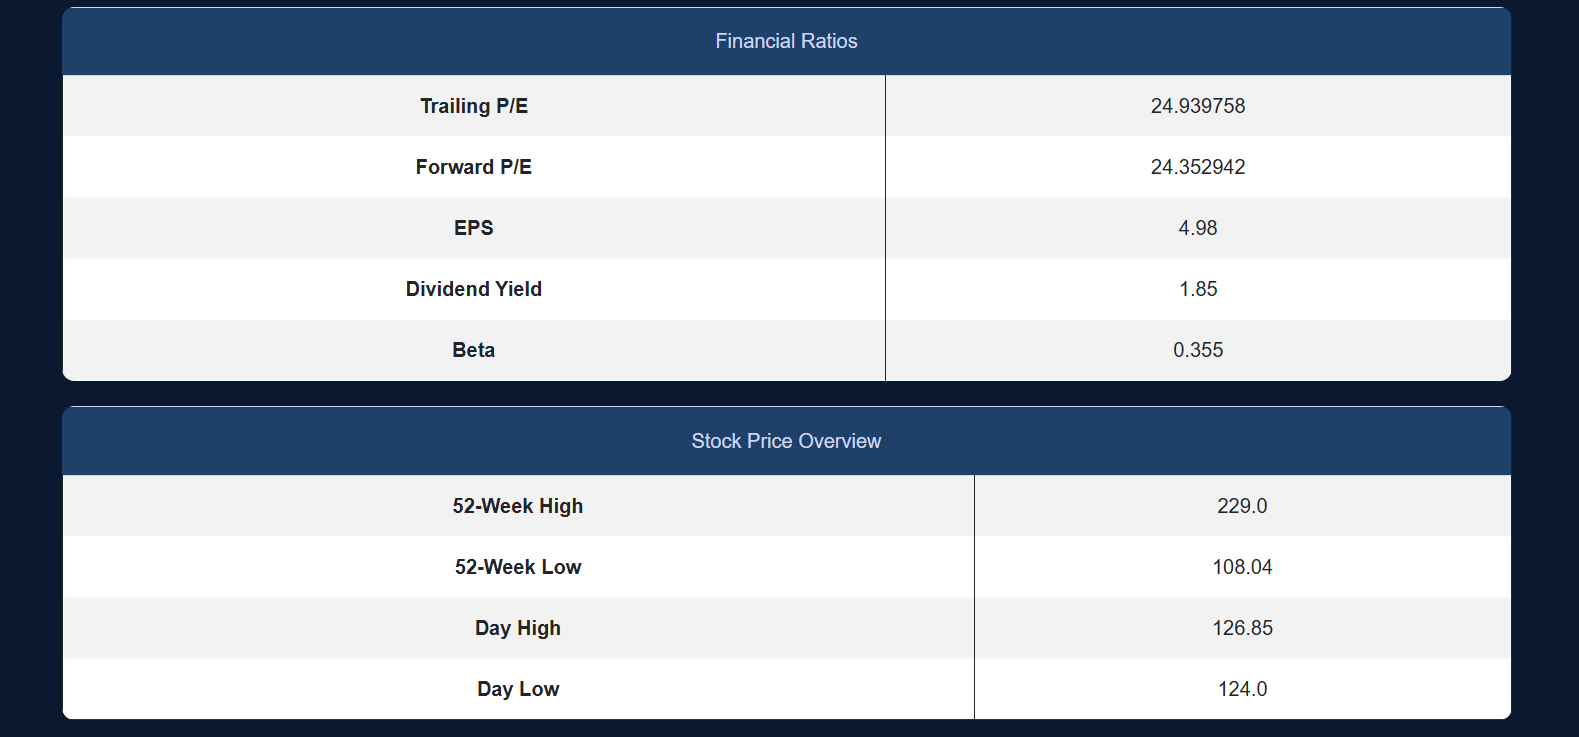 Financial Ratios
Trailing P/E 24.939758
Forward P/E 24.352942
EPS 4.98
Dividend Yield 1.85
Beta 0.355
Stock Price Overview
52-Week High 229.0
52-Week Low 108.04
Day High 126.85
Day Low 124.0